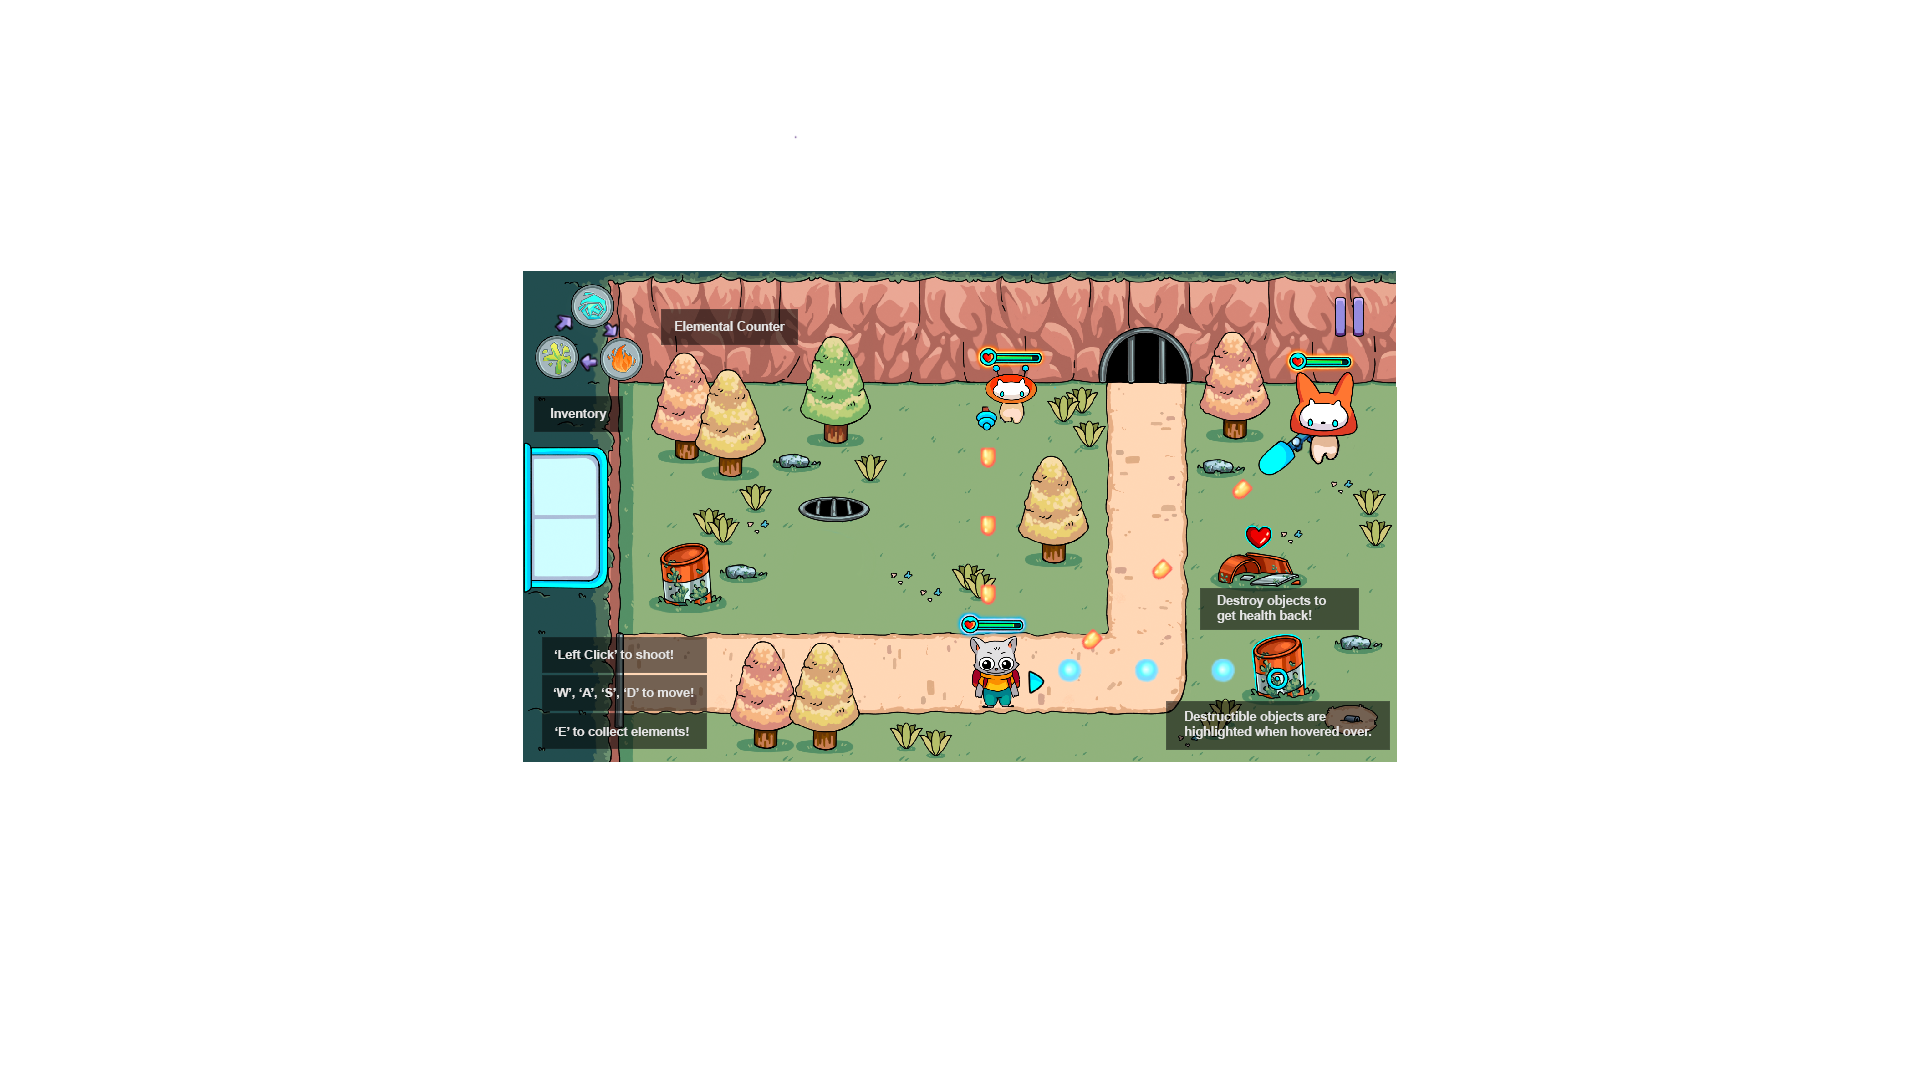 Elemental Counter
Inventory
Destroy objects to
get health back!
‘Left Click’ to shoot!
‘W’, ‘A’, ‘S’, ‘D’ to move!
‘E’ to collect elements!
Destructible objects are
highlighted when hovered over.